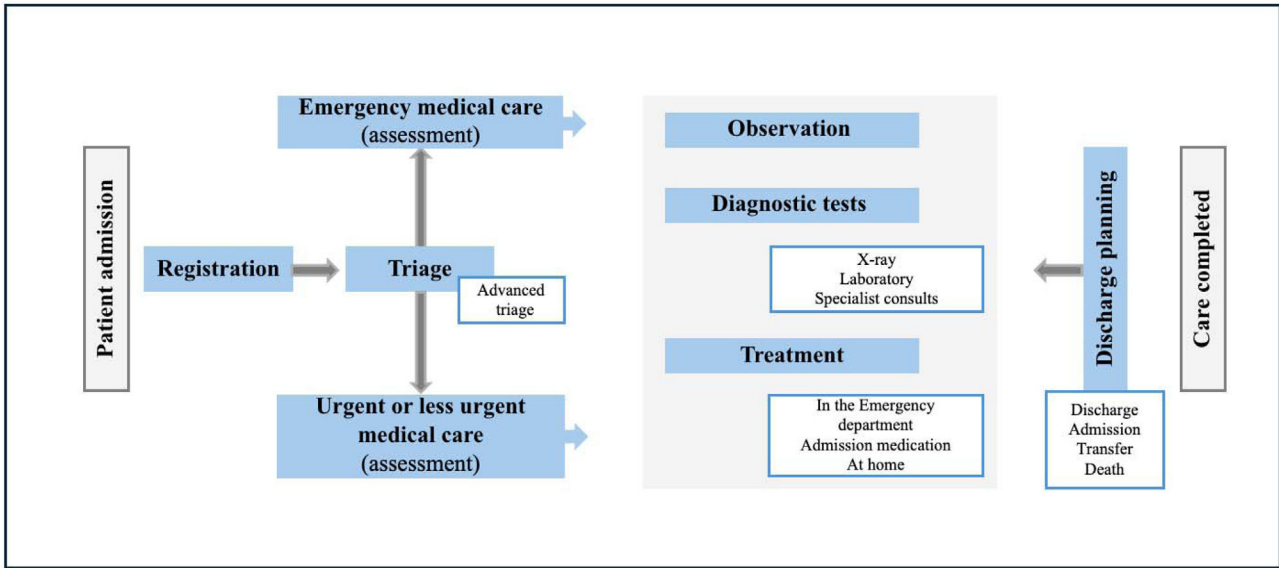 Patient admission
Registration
Triage
Advanced
triage
Emergency medical care
(assessment)
Urgent or less urgent
medical care
(assessment)
Observation
Diagnostic tests
X-ray
Laboratory
Specialist consults
Treatment
In the Emergency
department
Admission medication
At home
Discharge planning
Discharge
Admission
Transfer
Death
Care completed